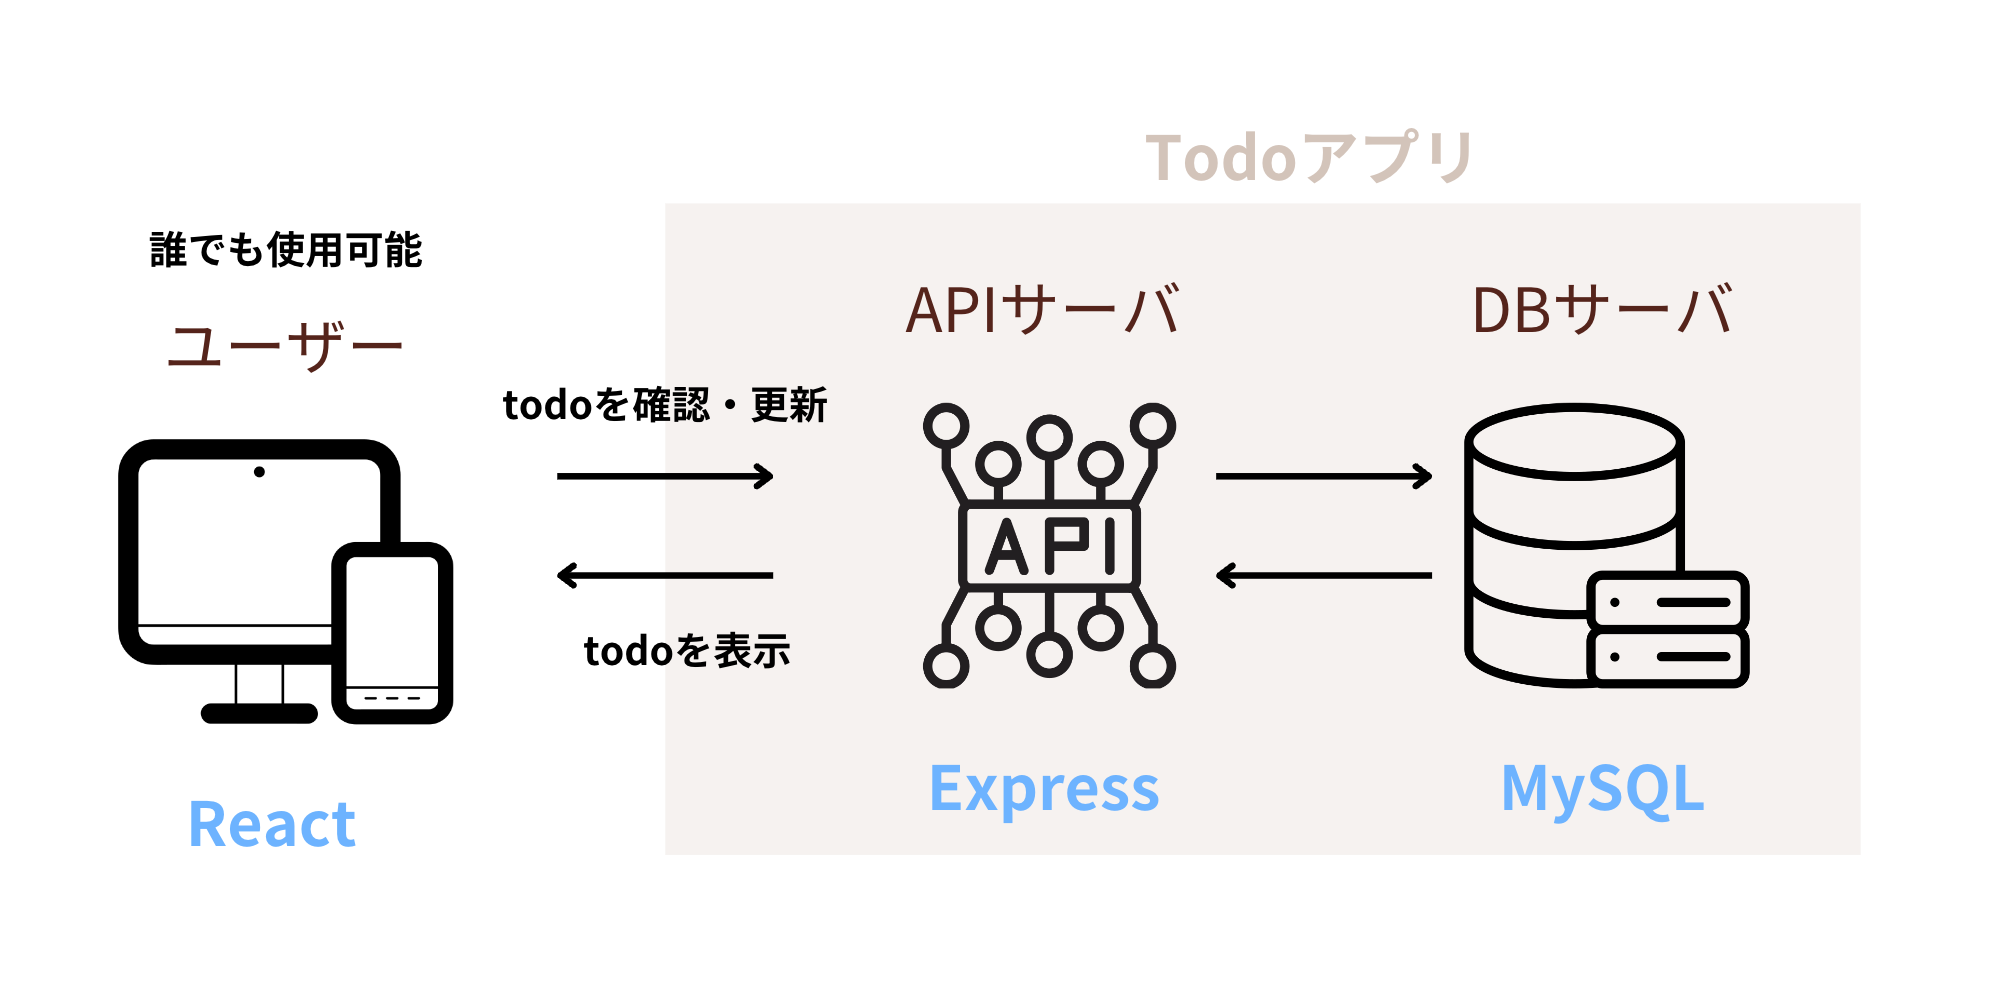 Todoアプリ
誰でも使用可能
ユーザー
APIサーバ
DBサーバ
todoを確認・更新
API
todoを表示
React
Express
MySQL